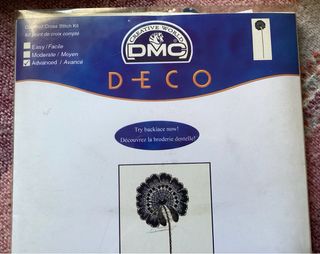 Counted Cross Stitch Kit
Kit point de croix compté
Easy / Facile
Moderate / Moyen
Advanced / Avancé
CREATIVE WORLD
DMC
DECO
Try backlace now!
Découvrez la broderie dentelle!